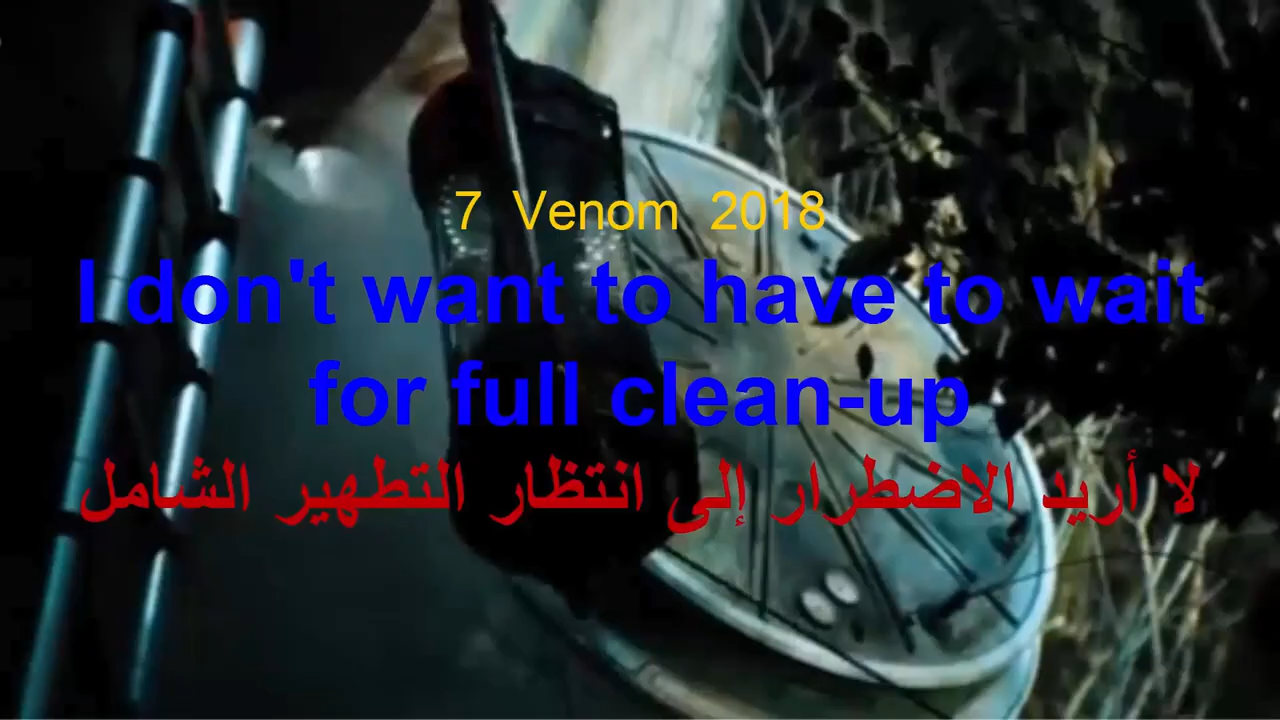 7 Venom 2018
I don't want to have to wait
for full clean-up
لا أريد الاضطرار إلى انتظار التطهير الشامل